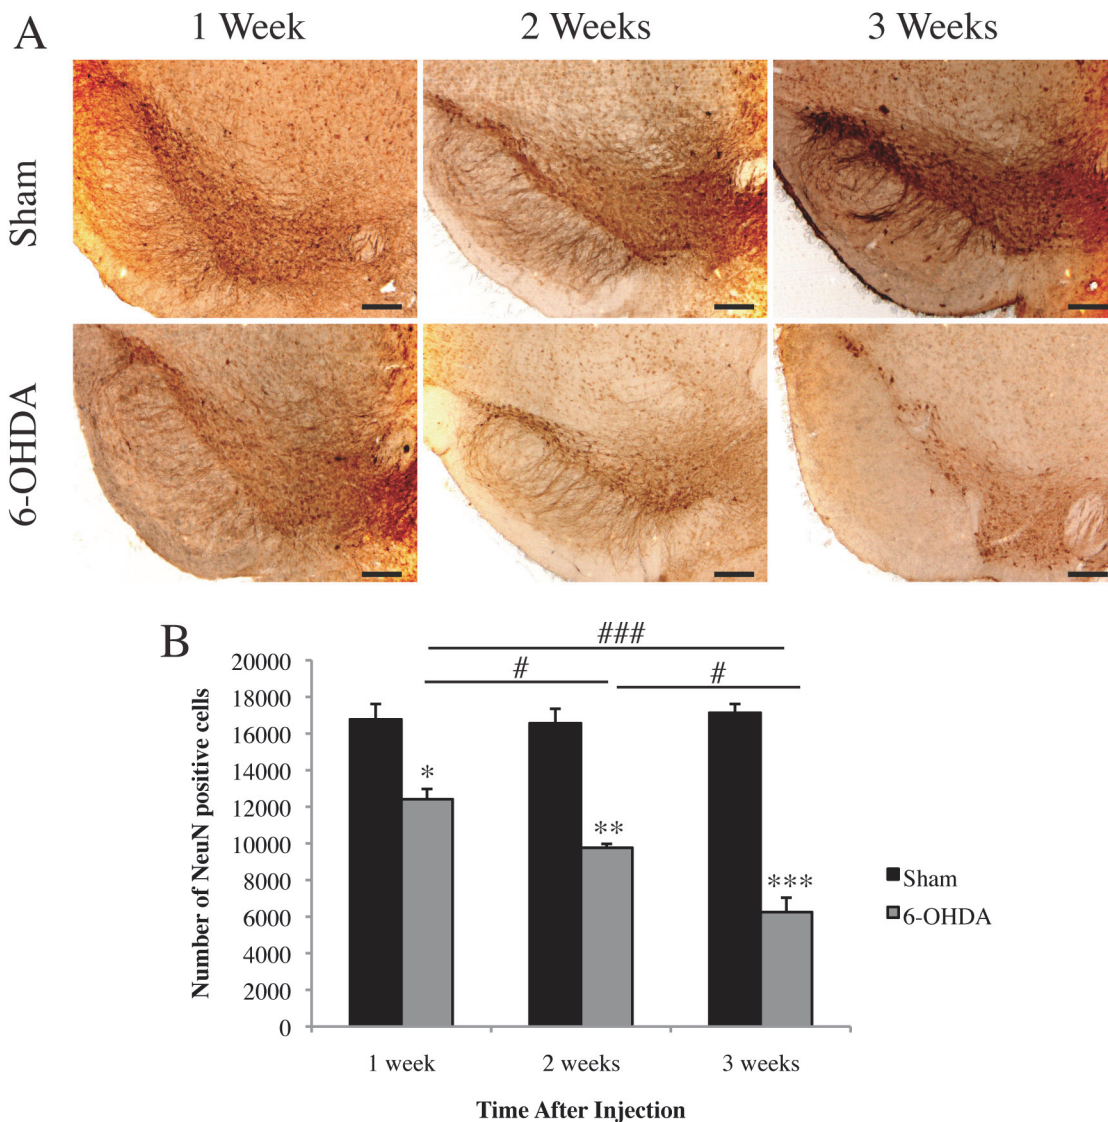 A
1 Week 2 Weeks 3 Weeks
Sham
6-OHDA
B
###
# #
20000
18000
16000
14000
12000
10000
8000
6000
4000
2000
0
Number of NeuN positive cells
*
**
***
Sham
6-OHDA
1 week 2 weeks 3 weeks
Time After Injection